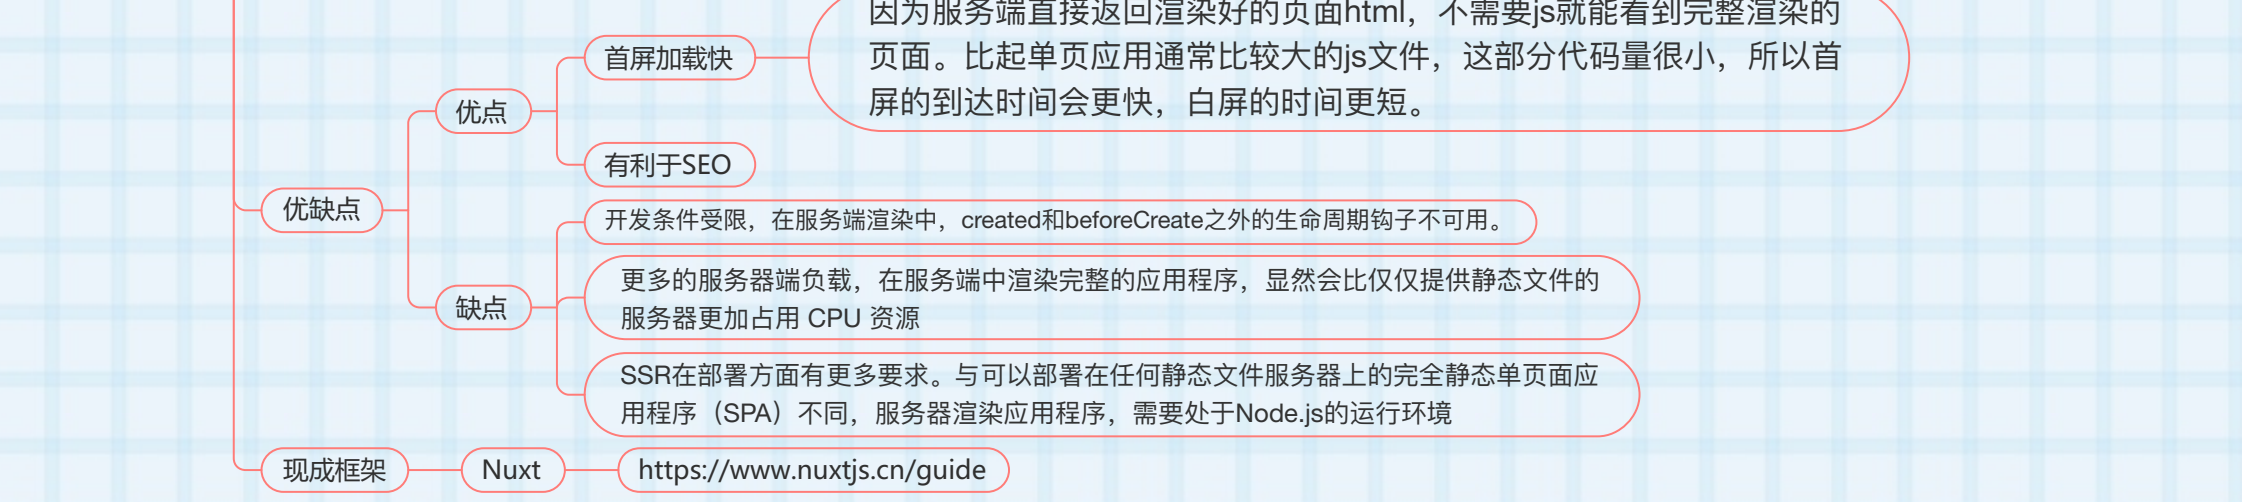 因为服务端直接返回渲染好的页面html，不需要js就能看到完整渲染的
页面。比起单页应用通常比较大的js文件，这部分代码量很小，所以首
屏的到达时间会更快，白屏的时间更短。
首屏加载快
优点
有利于SEO
优缺点
开发条件受限，在服务端渲染中，created和beforeCreate之外的生命周期钩子不可用。
更多的服务器端负载，在服务端中渲染完整的应用程序，显然会比仅仅提供静态文件的
服务器更加占用 CPU 资源
缺点
SSR在部署方面有更多要求。与可以部署在任何静态文件服务器上的完全静态单页面应
用程序（SPA）不同，服务器渲染应用程序，需要处于Node.js的运行环境
现成框架
Nuxt
https://www.nuxtjs.cn/guide